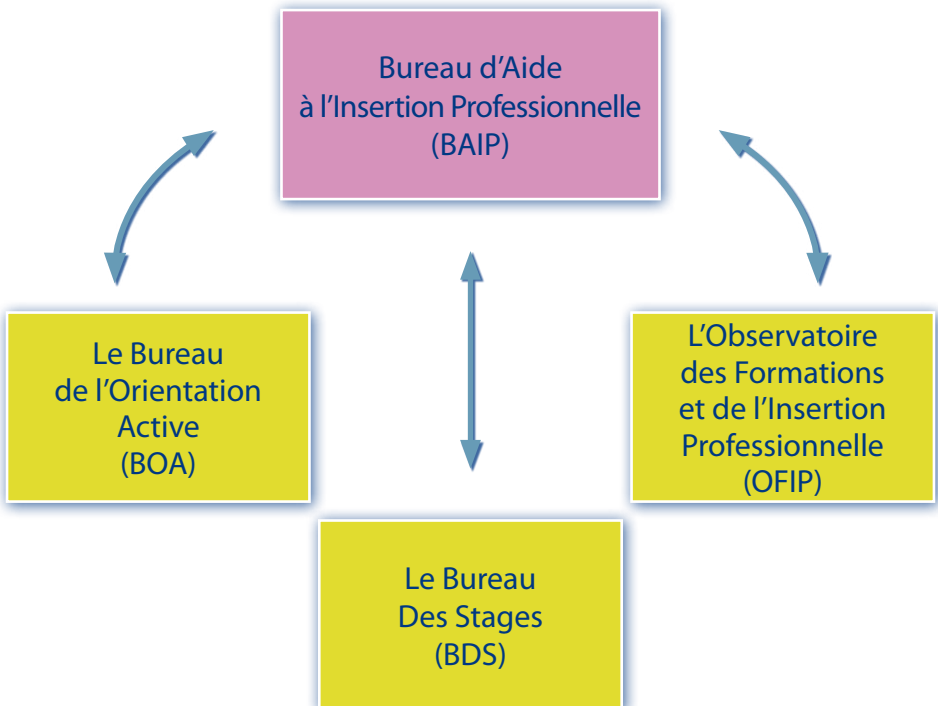 Bureau d’Aide
à l’Insertion Professionnelle
(BAIP)
Le Bureau
de l’Orientation
Active
(BOA)
L’Observatoire
des Formations
et de l’Insertion
Professionnelle
(OFIP)
Le Bureau
Des Stages
(BDS)